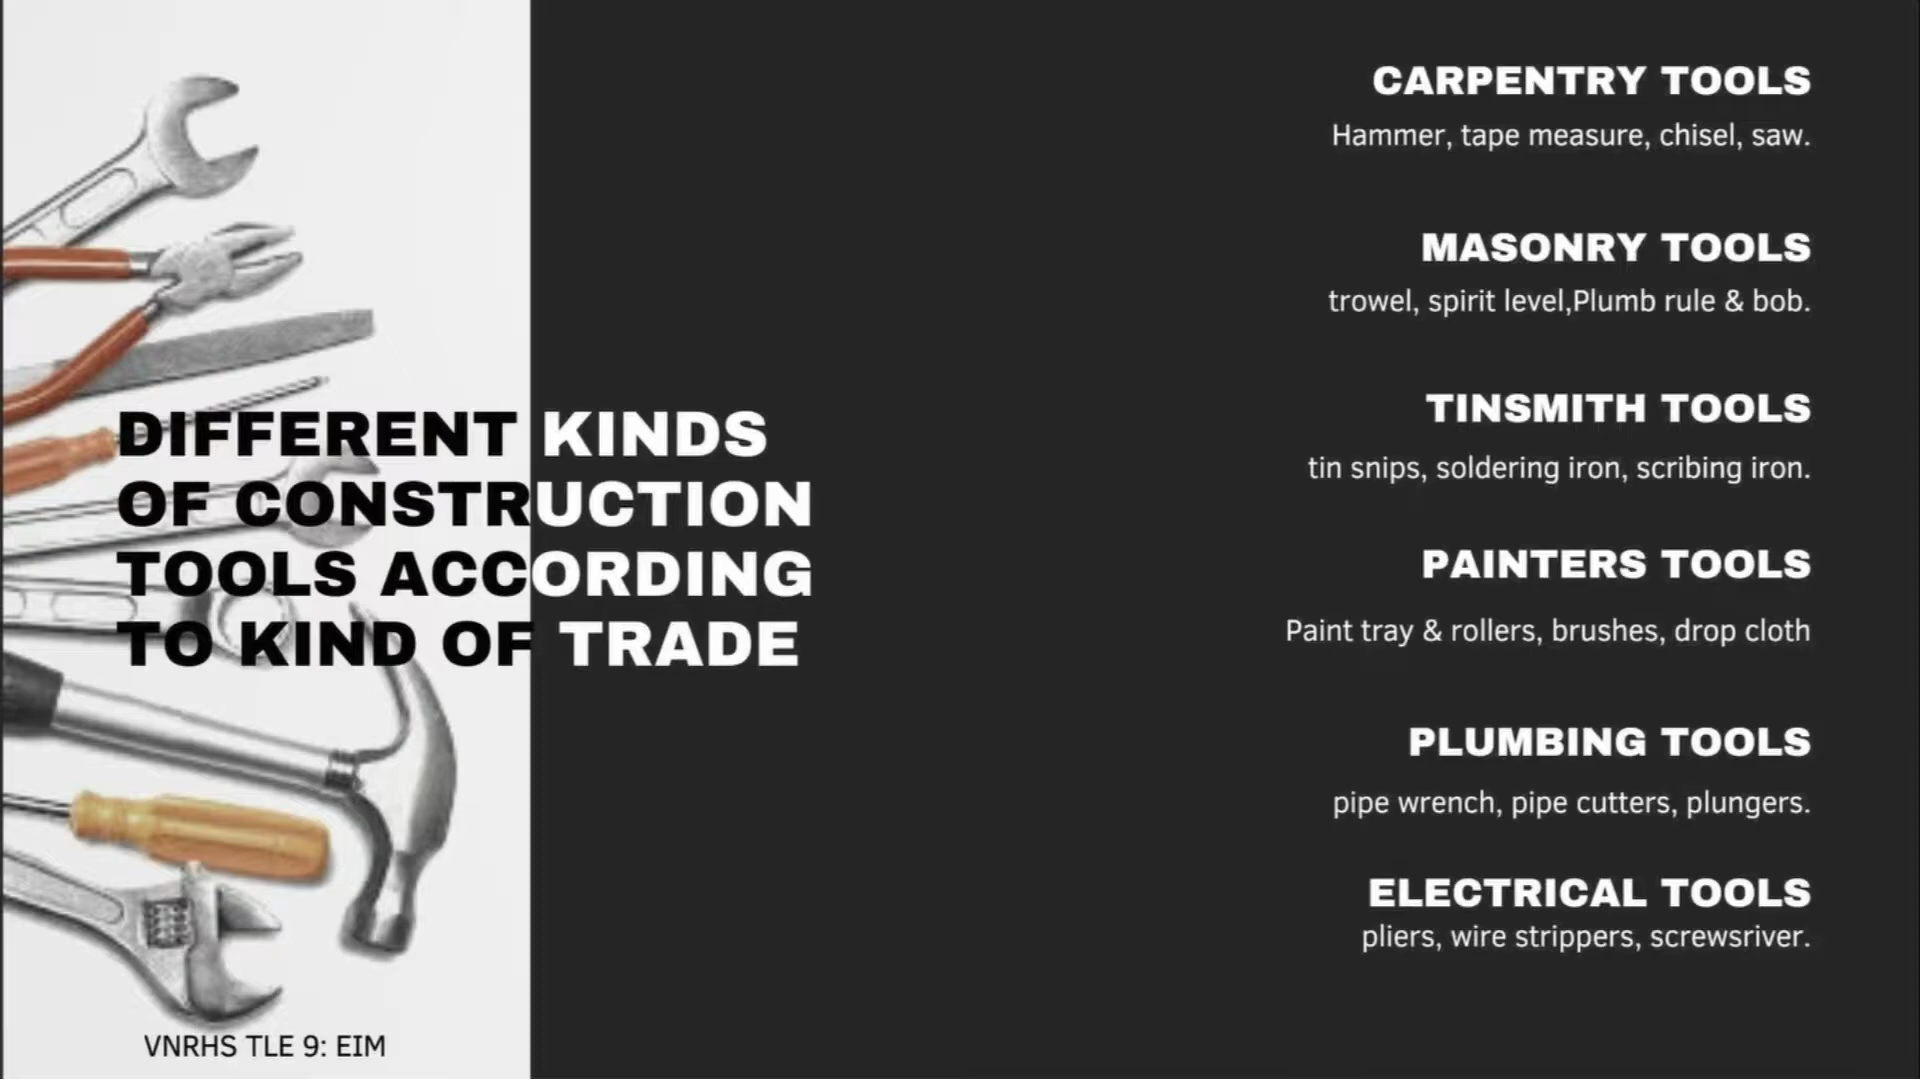 DIFFERENT KINDS
OF CONSTRUCTION
TOOLS ACCORDING
TO KIND OF TRADE
VNRHS TLE 9: EIM
CARPENTRY TOOLS
Hammer, tape measure, chisel, saw.
MASONRY TOOLS
trowel, spirit level,Plumb rule & bob.
TINSMITH TOOLS
tin snips, soldering iron, scribing iron.
PAINTERS TOOLS
Paint tray & rollers, brushes, drop cloth
PLUMBING TOOLS
pipe wrench, pipe cutters, plungers.
ELECTRICAL TOOLS
pliers, wire strippers, screwsriver.